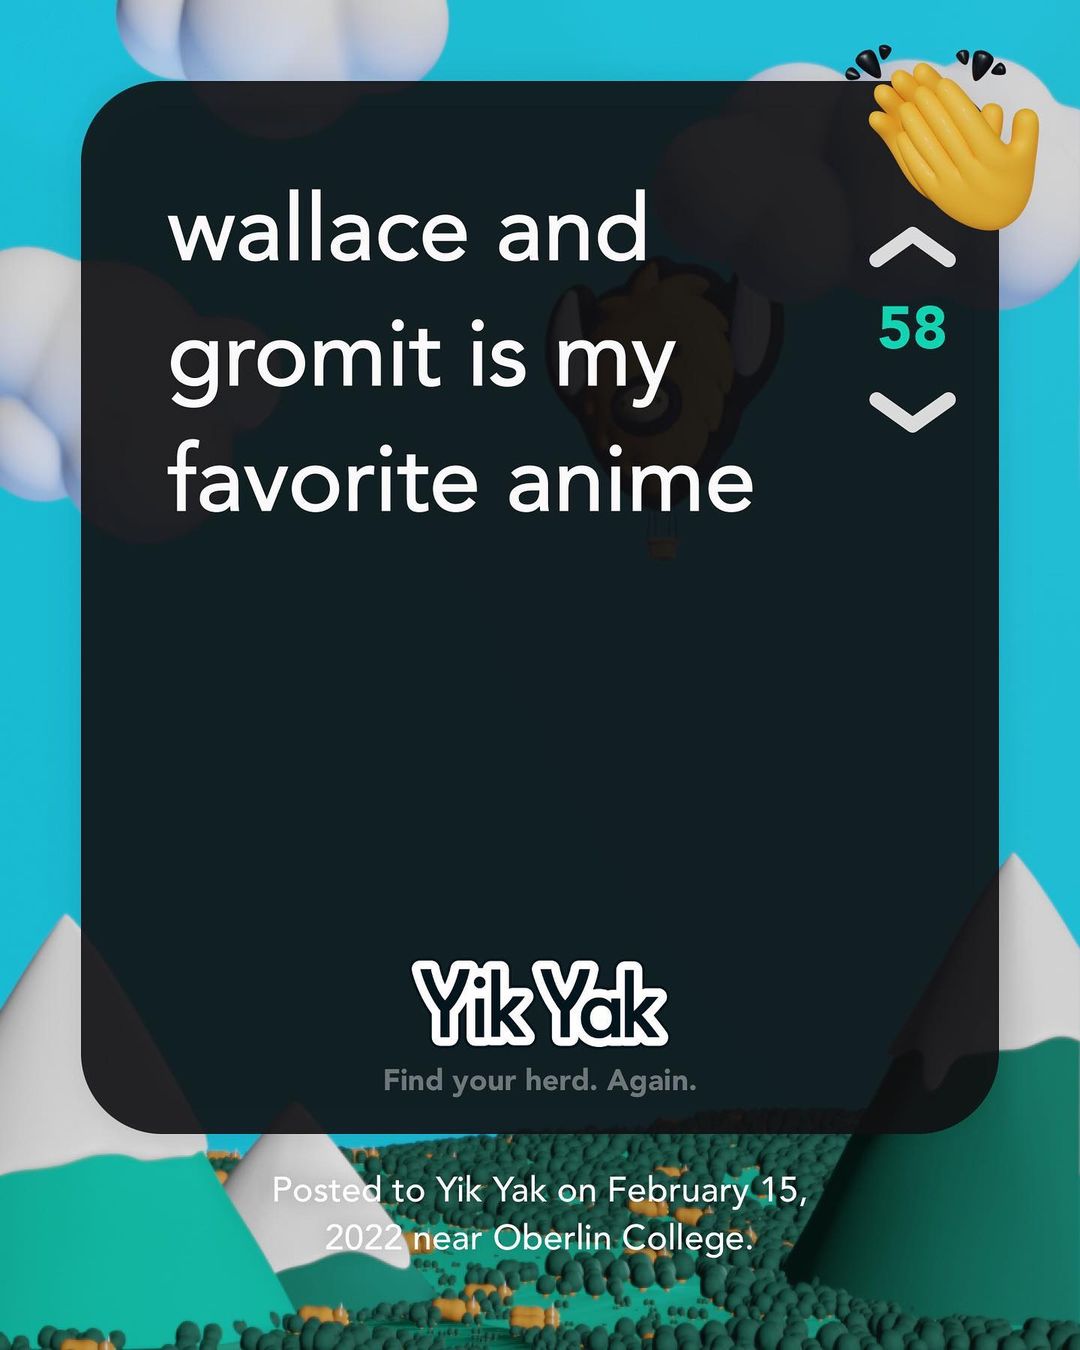 wallace and
gromit is my
favorite anime
58
Yik Yak
Find your herd. Again.
Posted to Yik Yak on February 15,
2022 near Oberlin College.